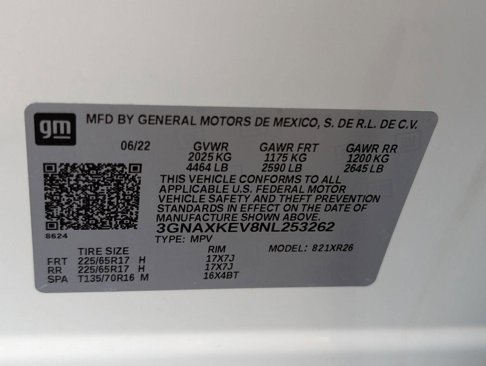 gm MFD BY GENERAL MOTORS DE MEXICO, S. DE R.L. DE C.V.
06/22 GVWR GAWR FRT GAWR RR
2025 KG 1175 KG 1200 KG
4464 LB 2590 LB 2645 LB
THIS VEHICLE CONFORMS TO ALL
APPLICABLE U.S. FEDERAL MOTOR
VEHICLE SAFETY AND THEFT PREVENTION
STANDARDS IN EFFECT ON THE DATE OF
MANUFACTURE SHOWN ABOVE.
3GNAXKEV8NL253262
8624
TYPE: MPV MODEL: 821XR26
TIRE SIZE RIM
FRT 225/65R17 H 17X7J
RR 225/65R17 H 17X7J
SPA T135/70R16 M 16X4BT